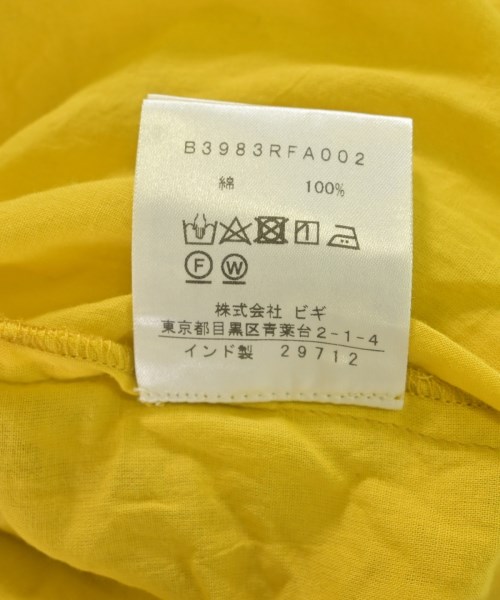 B3983RFA002
綿 100%
F W
株式会社 ビギ
東京都目黒区青葉台2-1-4
インド製 29712